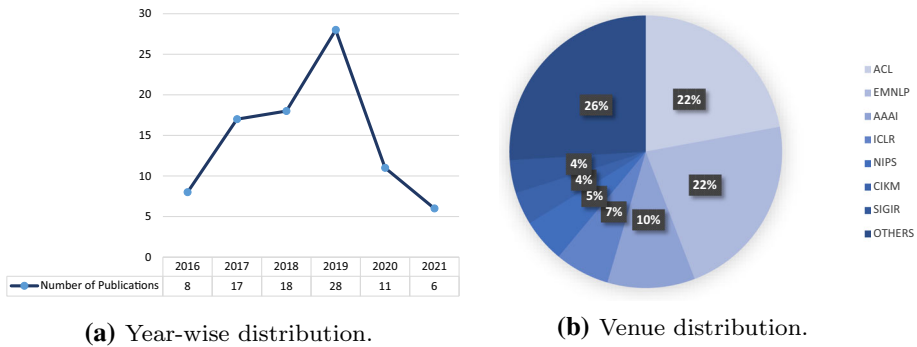 30
25
20
15
10
5
0
2016 2017 2018 2019 2020 2021
Number of Publications 8 17 18 28 11 6
(a) Year-wise distribution.
22%
22%
10%
7%
5%
4%
4%
26%
ACL
EMNLP
AAAI
ICLR
NIPS
CIKM
SIGIR
OTHERS
(b) Venue distribution.